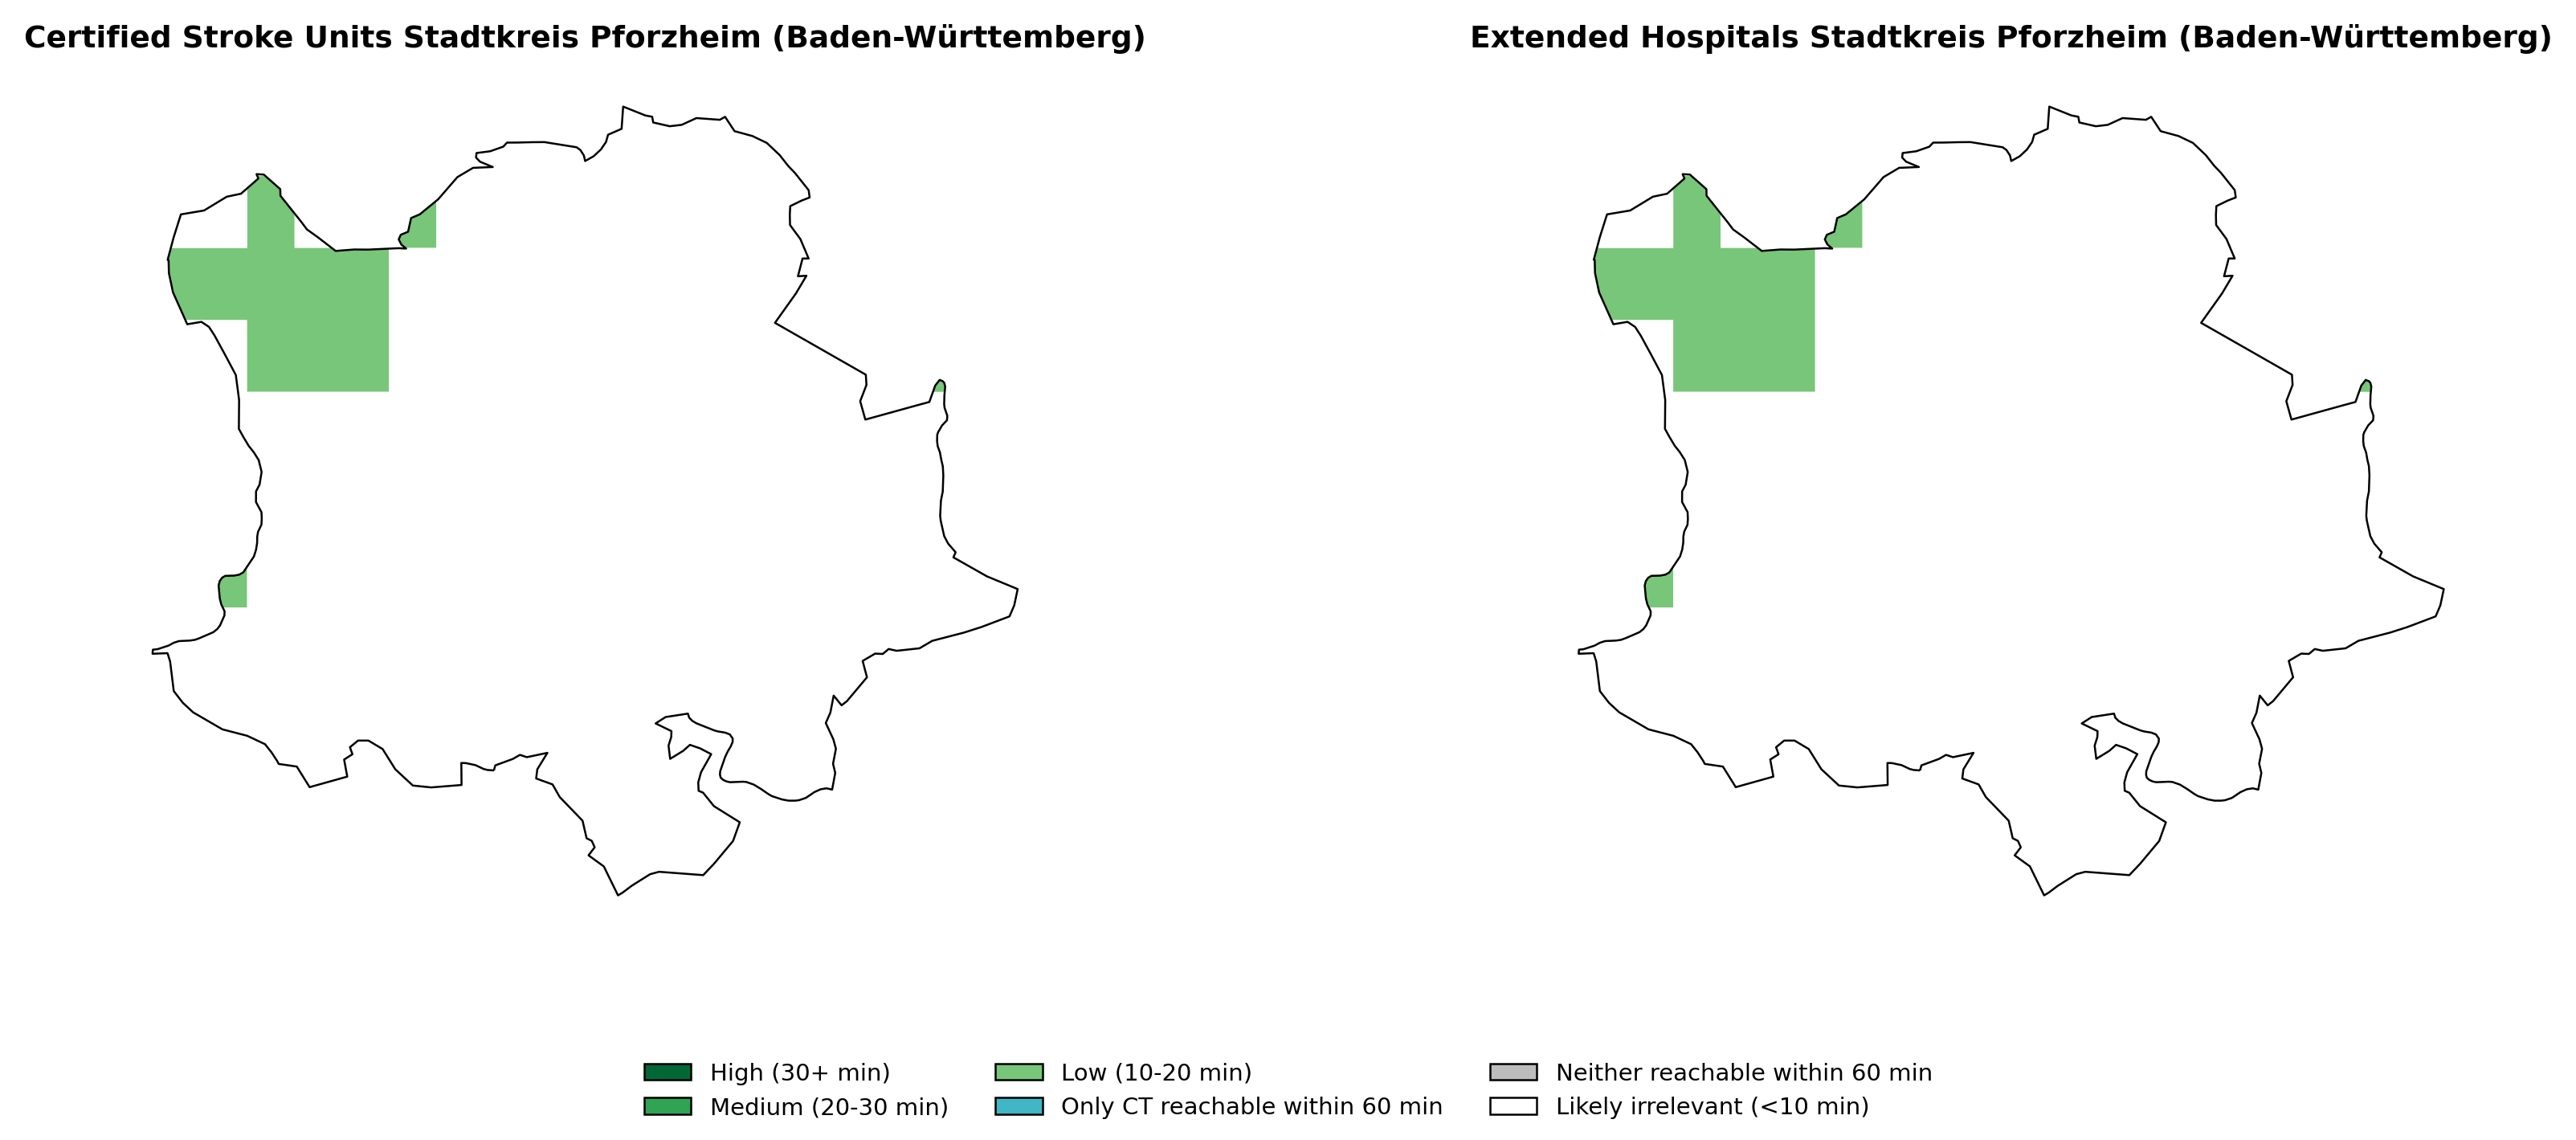 Certified Stroke Units Stadtkreis Pforzheim (Baden-Württemberg)
Extended Hospitals Stadtkreis Pforzheim (Baden-Württemberg)
High (30+ min)
Medium (20-30 min)
Low (10-20 min)
Only CT reachable within 60 min
Neither reachable within 60 min
Likely irrelevant (<10 min)